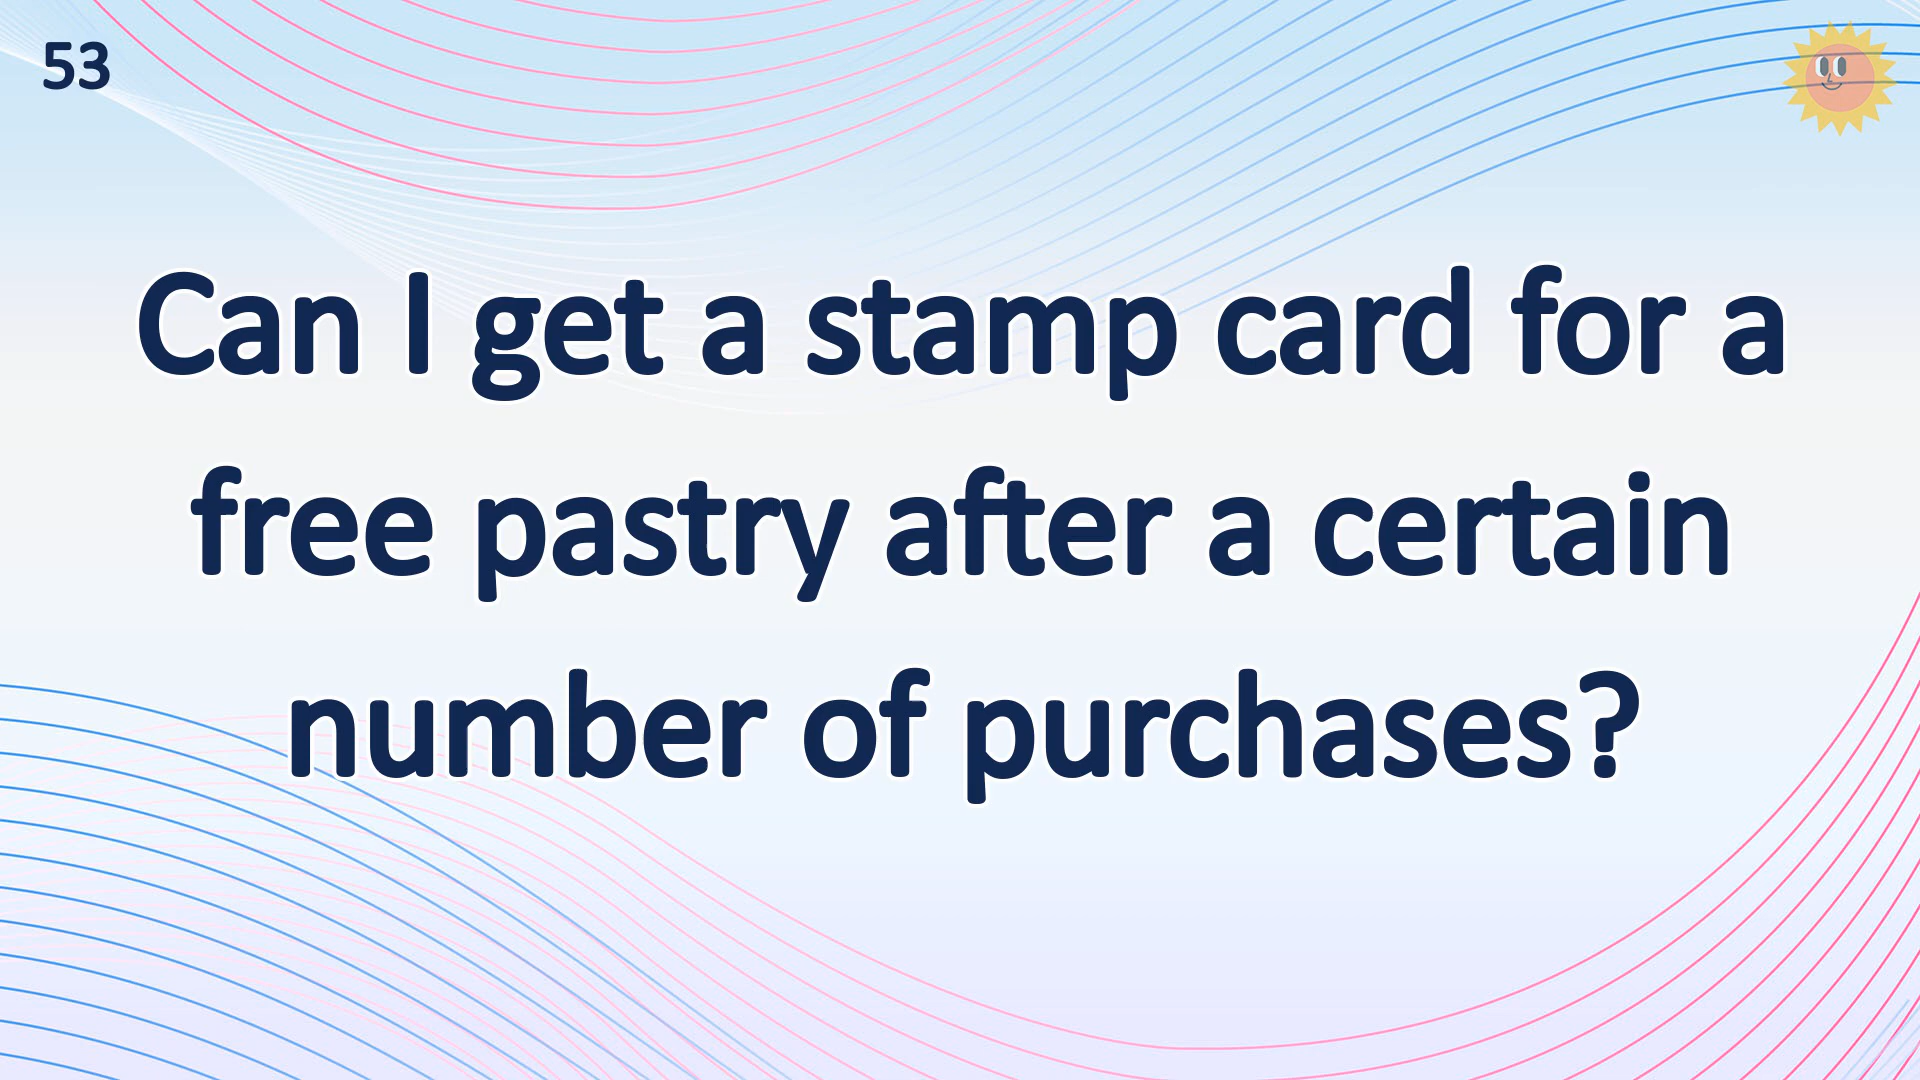 53
Can I get a stamp card for a
free pastry after a certain
number of purchases?